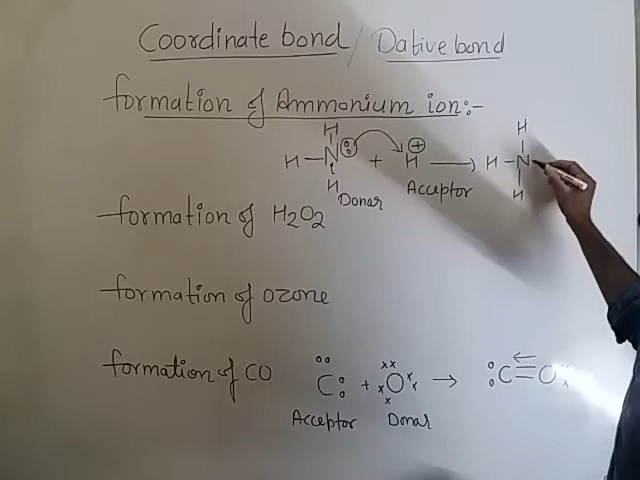 Coordinate bond / Dative bond
formation of Ammonium ion:-
H
H – N : + H ⊕ → H – N
H H
Donar Acceptor
formation of H2O2
formation of ozone
formation of CO C: + O → :C = O
Acceptor Donar